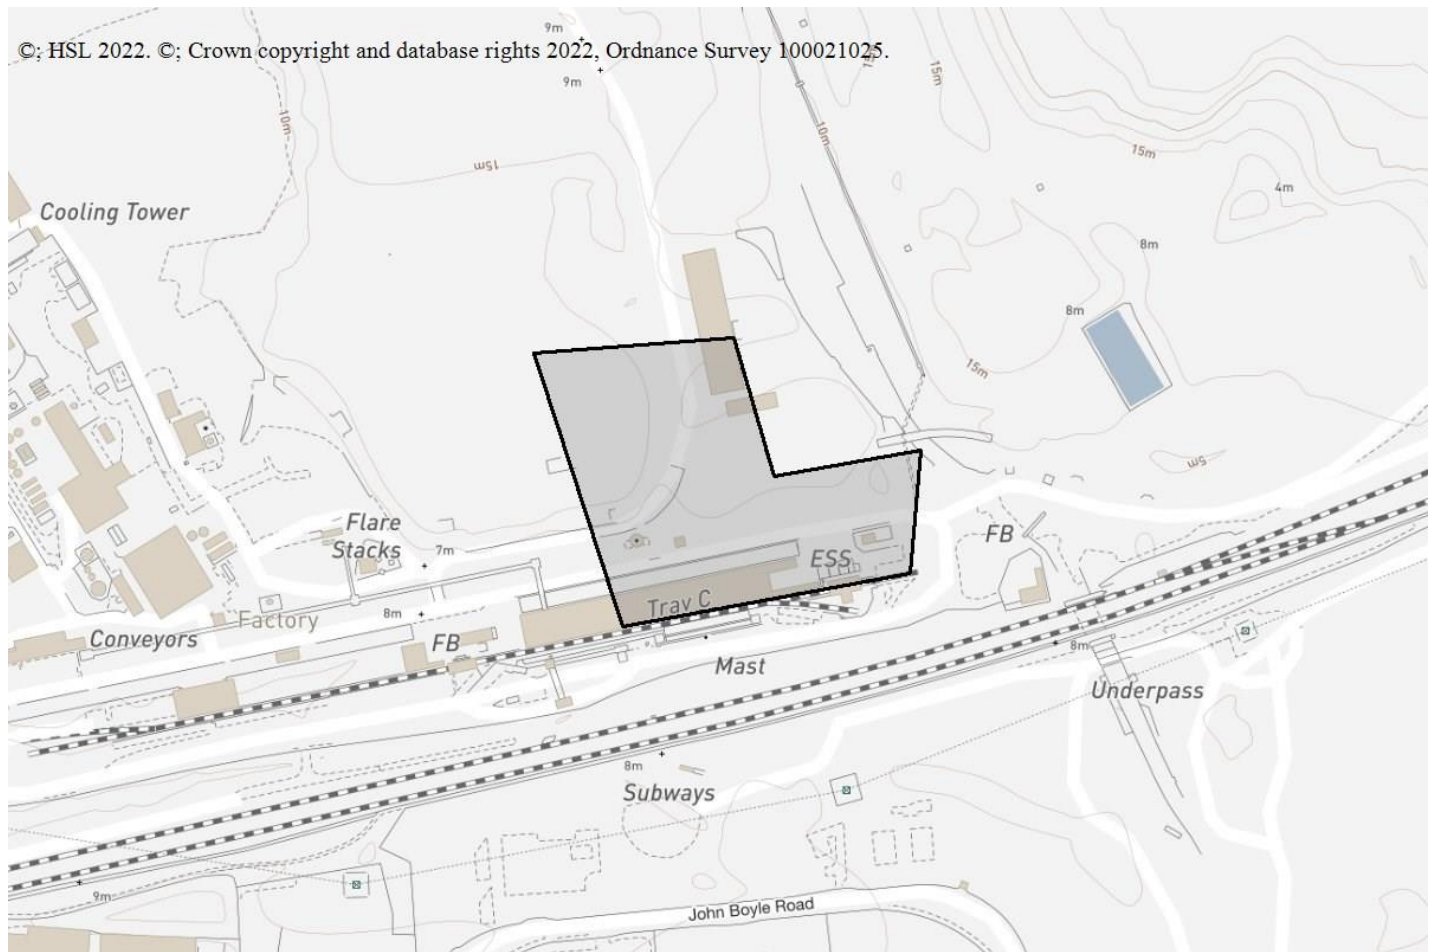 9m
©; HSL 2022. ©; Crown copyright and database rights 2022, Ordnance Survey 100021025.
15m
15m
9m
10m
10m
15m
15m
4m
Cooling Tower
8m
8m
15m
5m
Flare
Stacks
7m
FB
ESS
Trav C
8m
Factory
Conveyors
FB
8m
Mast
Underpass
8m
Subways
9m
John Boyle Road